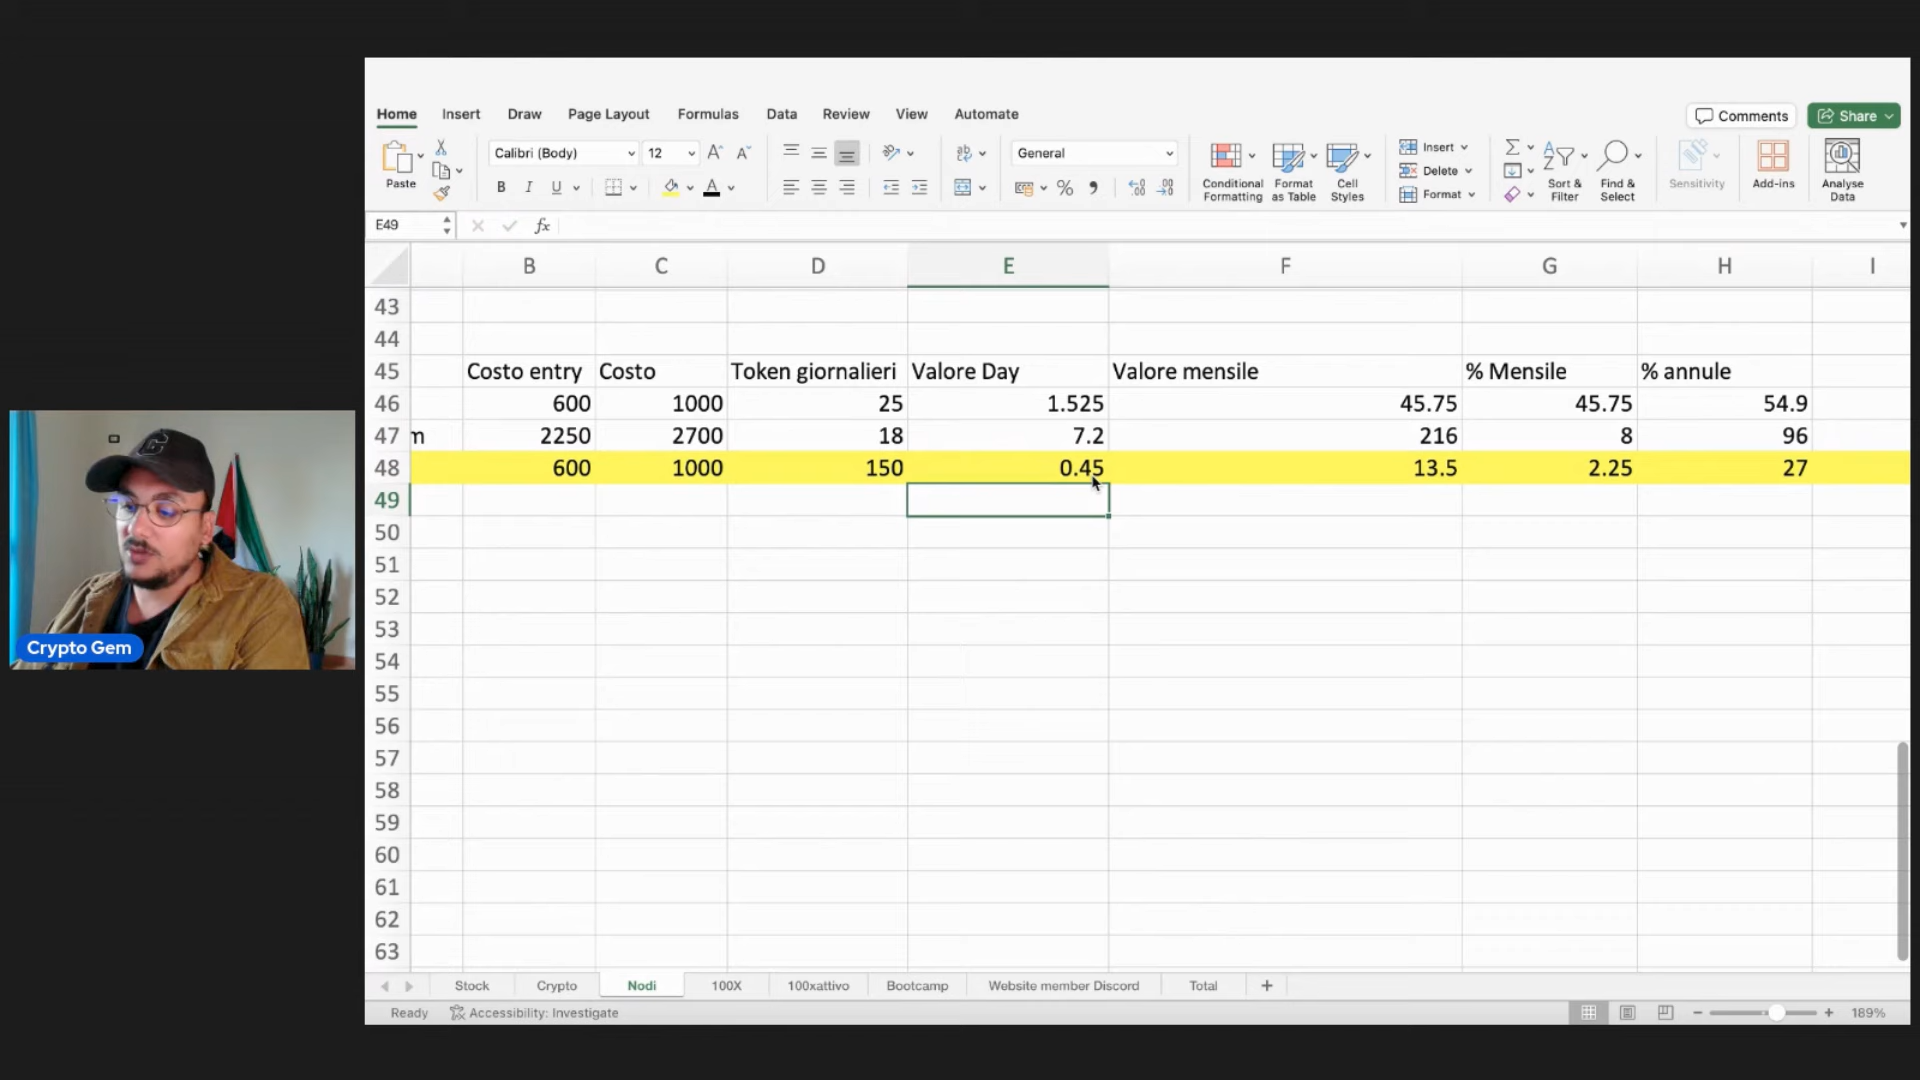 Home Insert Draw Page Layout Formulas Data Review View Automate Comments Share
Paste Calibri (Body) 12 A A General Conditional Formatting Format as Table Cell Styles Insert Delete Format Sort & Filter Find & Select Sensitivity Add-ins Analyse Data
B I U A %
E49 fx
B C D E F G H I
43
44
45 Costo entry Costo Token giornalieri Valore Day Valore mensile % Mensile % annule
46 600 1000 25 1.525 45.75 45.75 54.9
47 m 2250 2700 18 7.2 216 8 96
48 600 1000 150 0.45 13.5 2.25 27
49
50
51
52
53
54
55
56
57
58
59
60
61
62
63
Crypto Gem
Stock Crypto Nodi 100X 100xattivo Bootcamp Website member Discord Total +
Ready Accessibility: Investigate 189%